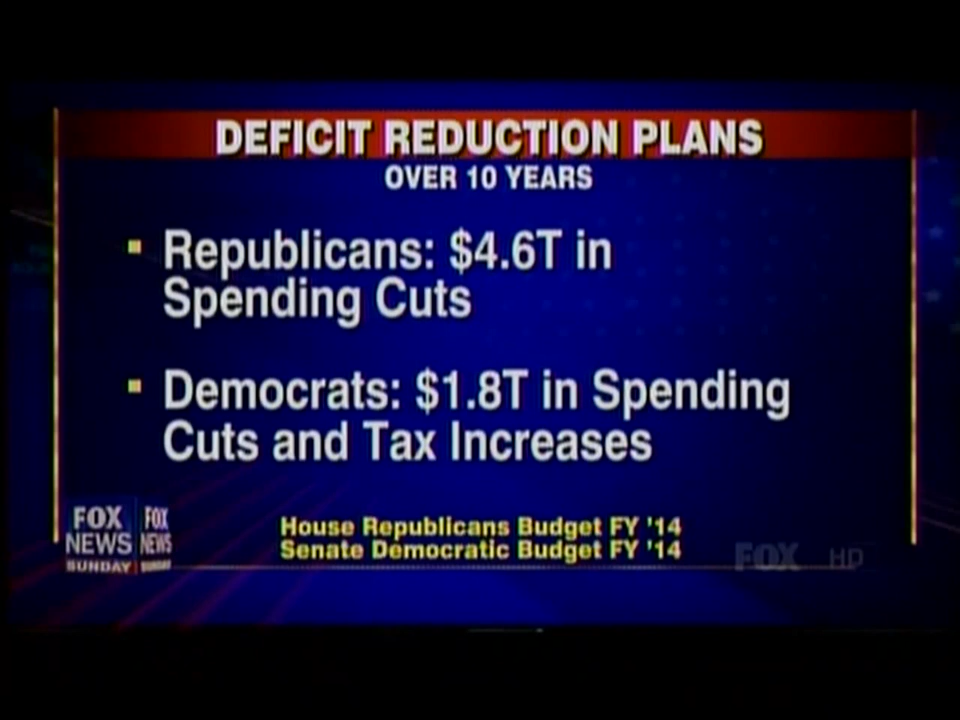 DEFICIT REDUCTION PLANS
OVER 10 YEARS
Republicans: $4.6T in
Spending Cuts
Democrats: $1.8T in Spending
Cuts and Tax Increases
FOX NEWS SUNDAY
FOX NEWS SUNDAY
House Republicans Budget FY '14
Senate Democratic Budget FY '14
FOX HD